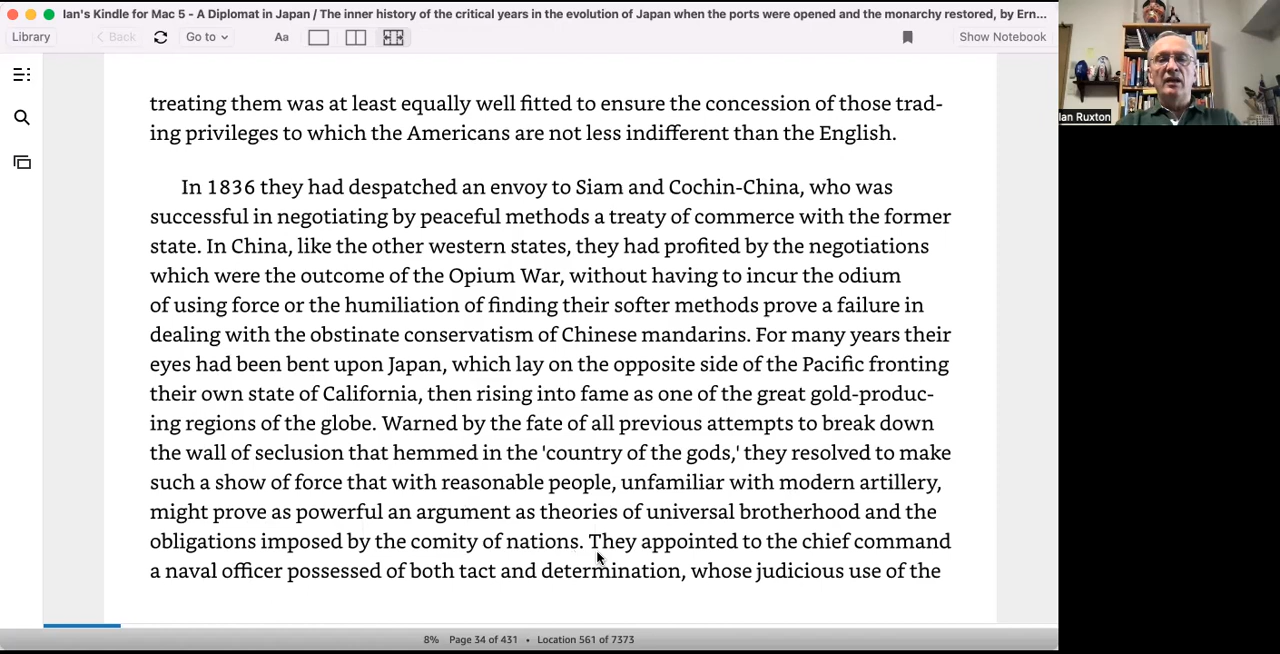 Ian's Kindle for Mac 5 - A Diplomat in Japan / The inner history of the critical years in the evolution of Japan when the ports were opened and the monarchy restored, by Ern...
Library
Back
Go to
Aa
Show Notebook
treating them was at least equally well fitted to ensure the concession of those trad-
ing privileges to which the Americans are not less indifferent than the English.
In 1836 they had despatched an envoy to Siam and Cochin-China, who was
successful in negotiating by peaceful methods a treaty of commerce with the former
state. In China, like the other western states, they had profited by the negotiations
which were the outcome of the Opium War, without having to incur the odium
of using force or the humiliation of finding their softer methods prove a failure in
dealing with the obstinate conservatism of Chinese mandarins. For many years their
eyes had been bent upon Japan, which lay on the opposite side of the Pacific fronting
their own state of California, then rising into fame as one of the great gold-produc-
ing regions of the globe. Warned by the fate of all previous attempts to break down
the wall of seclusion that hemmed in the 'country of the gods,' they resolved to make
such a show of force that with reasonable people, unfamiliar with modern artillery,
might prove as powerful an argument as theories of universal brotherhood and the
obligations imposed by the comity of nations. They appointed to the chief command
a naval officer possessed of both tact and determination, whose judicious use of the
8% Page 34 of 431 • Location 561 of 7373
Ian Ruxton